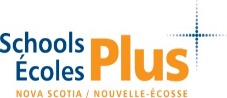 Schools
Écoles Plus
NOVA SCOTIA / NOUVELLE-ÉCOSSE